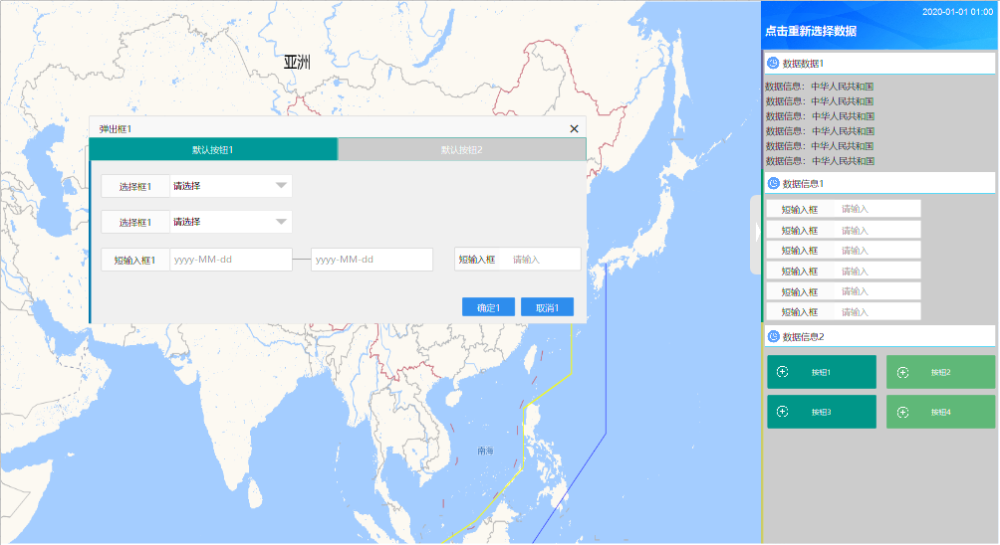 亚洲
弹出框1
默认按钮1
默认按钮2
选择框1 请选择
选择框1 请选择
短输入框1 yyyy-MM-dd yyyy-MM-dd 短输入框 请输入
确定1 取消1
南海
2020-01-01 01:00
点击重新选择数据
数据数据1
数据信息：中华人民共和国
数据信息：中华人民共和国
数据信息：中华人民共和国
数据信息：中华人民共和国
数据信息：中华人民共和国
数据信息：中华人民共和国
数据信息1
短输入框 请输入
短输入框 请输入
短输入框 请输入
短输入框 请输入
短输入框 请输入
短输入框 请输入
数据信息2
按钮1 按钮2
按钮3 按钮4